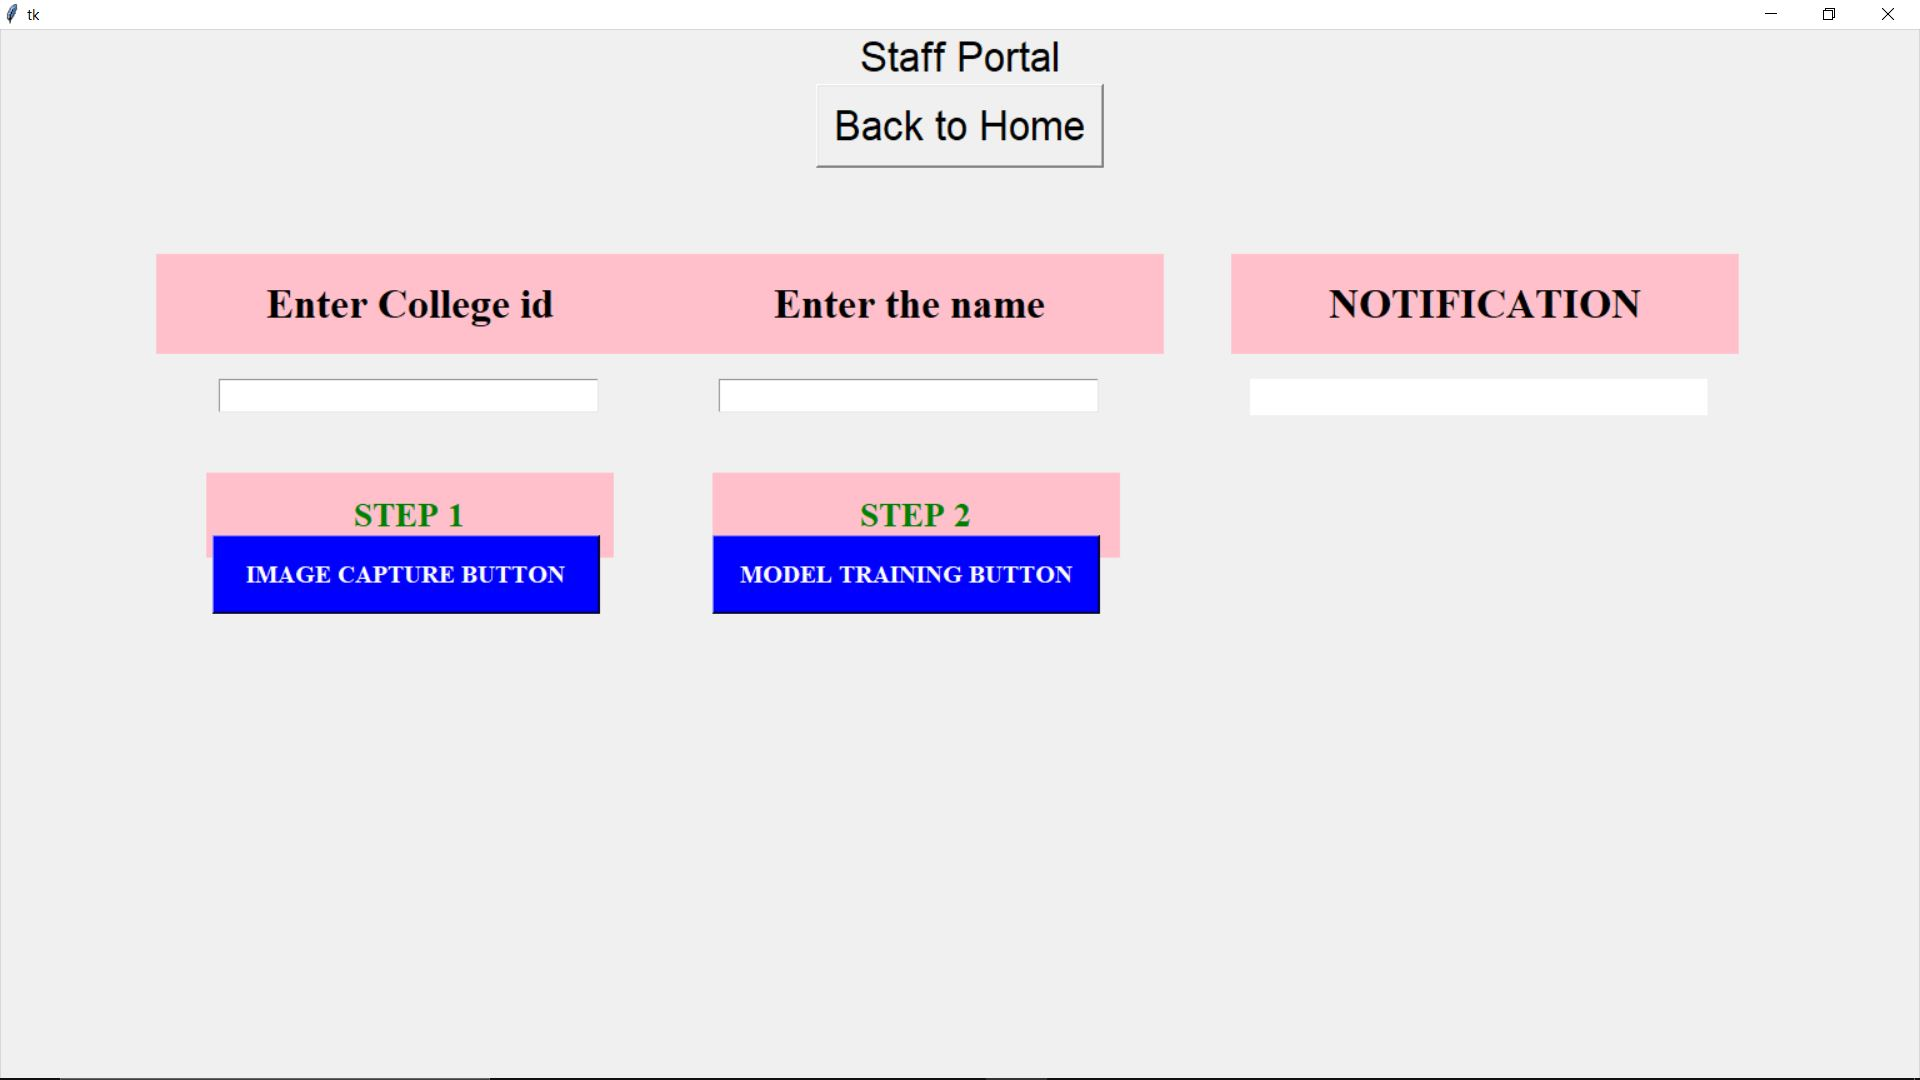 tk
Staff Portal
Back to Home
Enter College id
Enter the name
NOTIFICATION
STEP 1
STEP 2
IMAGE CAPTURE BUTTON
MODEL TRAINING BUTTON